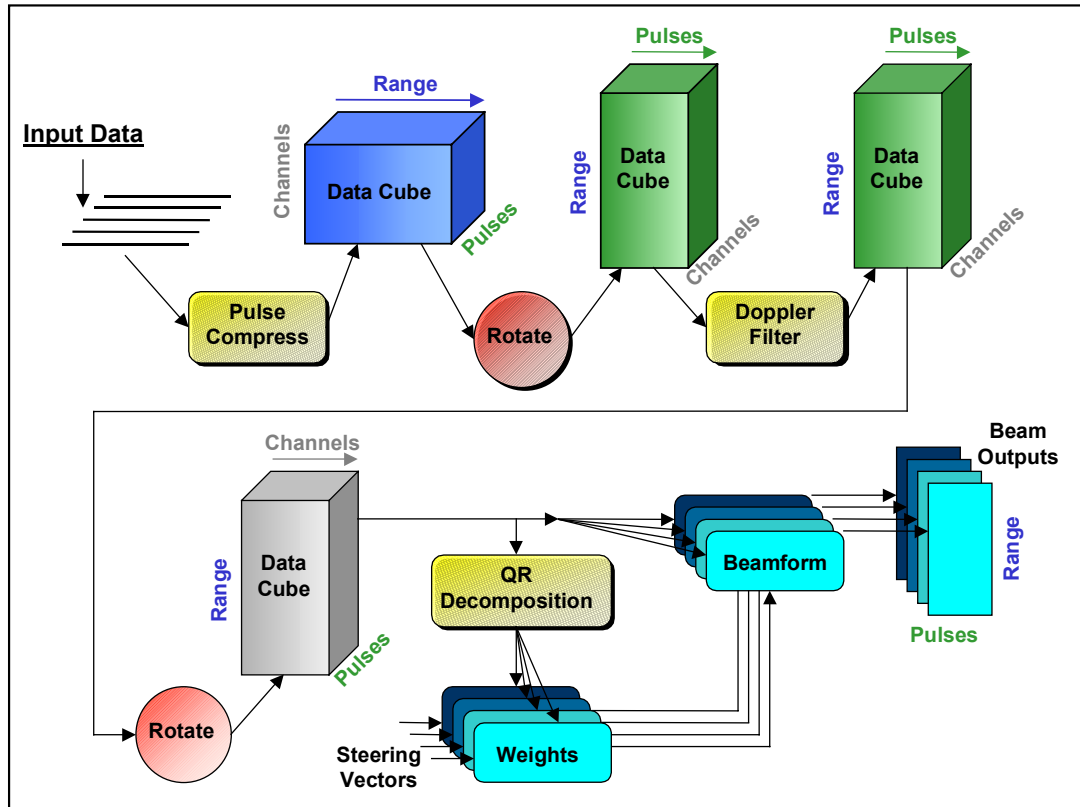 Pulses
Pulses
Range
Input Data
Channels
Data Cube
Pulses
Range
Data
Cube
Channels
Range
Data
Cube
Channels
Pulse
Compress
Rotate
Doppler
Filter
Channels
Range
Data
Cube
Pulses
Rotate
QR
Decomposition
Steering
Vectors
Weights
Beamform
Beam
Outputs
Range
Pulses